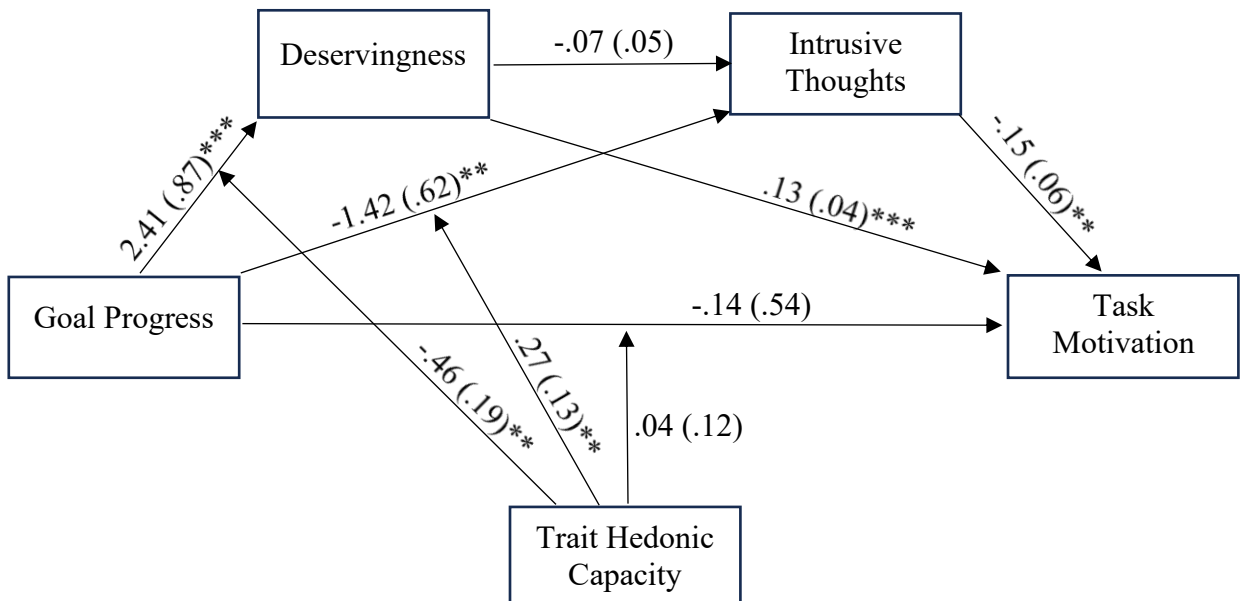 Deservingness
-.07 (.05)
Intrusive
Thoughts
2.41 (.87)***
-1.42 (.62)**
.13 (.04)***
-.15 (.06)**
Goal Progress
-.14 (.54)
Task
Motivation
-.46 (.19)**
.27 (.13)**
.04 (.12)
Trait Hedonic
Capacity